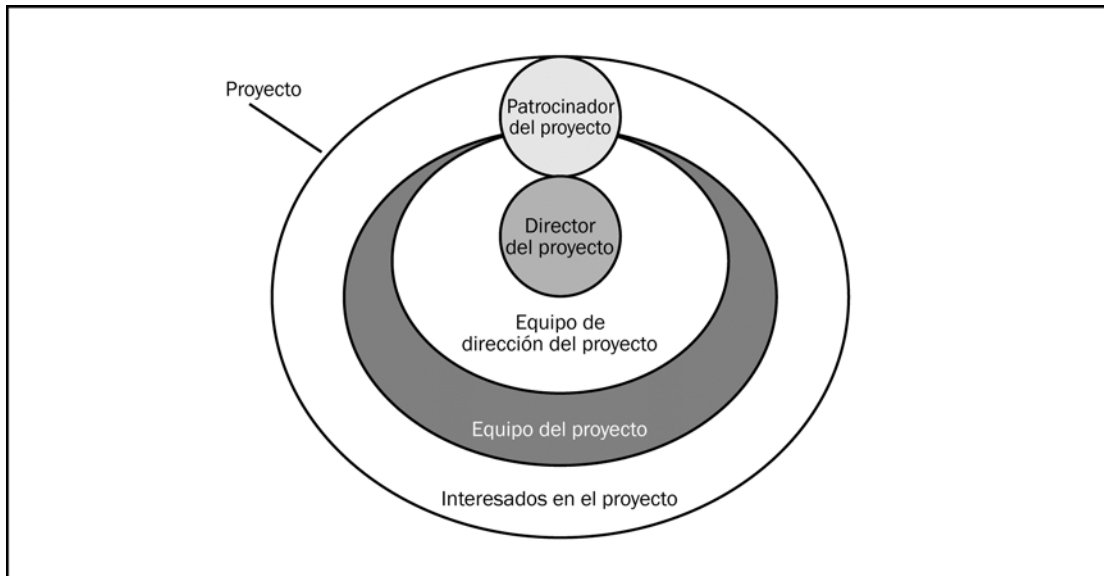 Proyecto
Patrocinador
del proyecto
Director
del proyecto
Equipo de
dirección del proyecto
Equipo del proyecto
Interesados en el proyecto